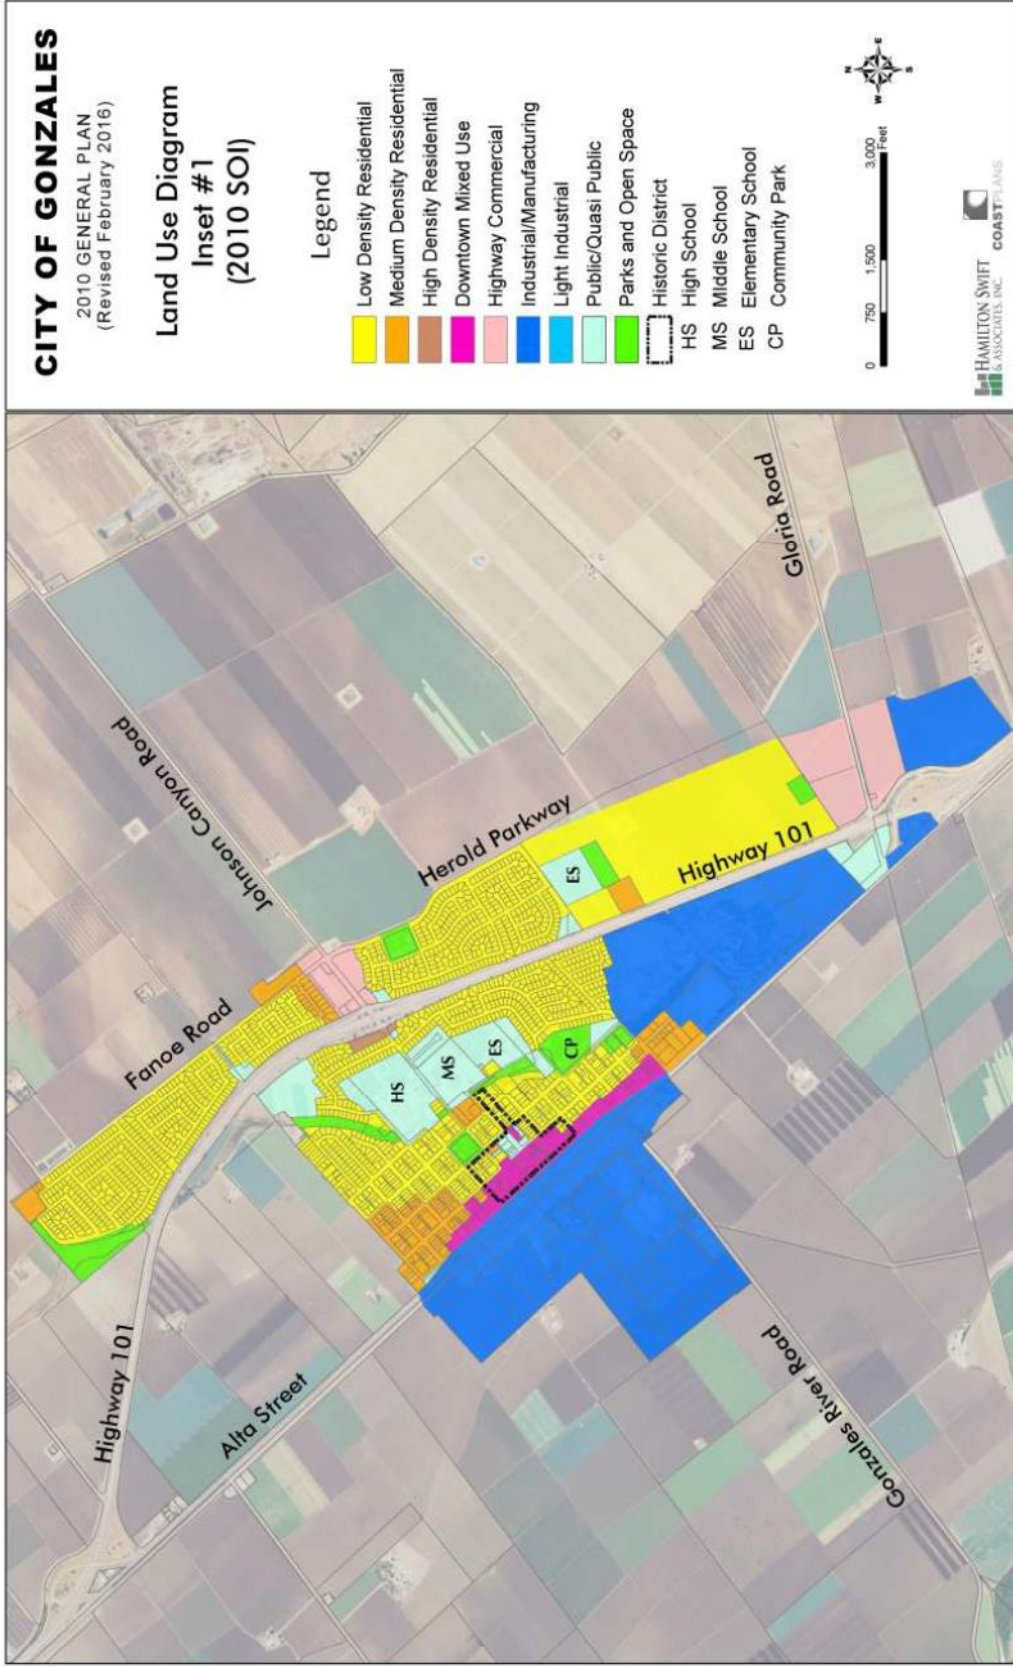 CITY OF GONZALES
2010 GENERAL PLAN
(Revised February 2016)
Land Use Diagram
Inset #1
(2010 SOI)
Legend
Low Density Residential
Medium Density Residential
High Density Residential
Downtown Mixed Use
Highway Commercial
Industrial/Manufacturing
Light Industrial
Public/Quasi Public
Parks and Open Space
Historic District
HS High School
MS Middle School
ES Elementary School
CP Community Park
0 750 1,500 3,000
Feet
N
E
S
W
HAMILTON SWIFT
& ASSOCIATES, INC.
COASTPLANS
Highway 101
Alta Street
Fanoe Road
Johnson Canyon Road
Herold Parkway
Highway 101
Gloria Road
Gonzales River Road
HS
MS
ES
CP
ES